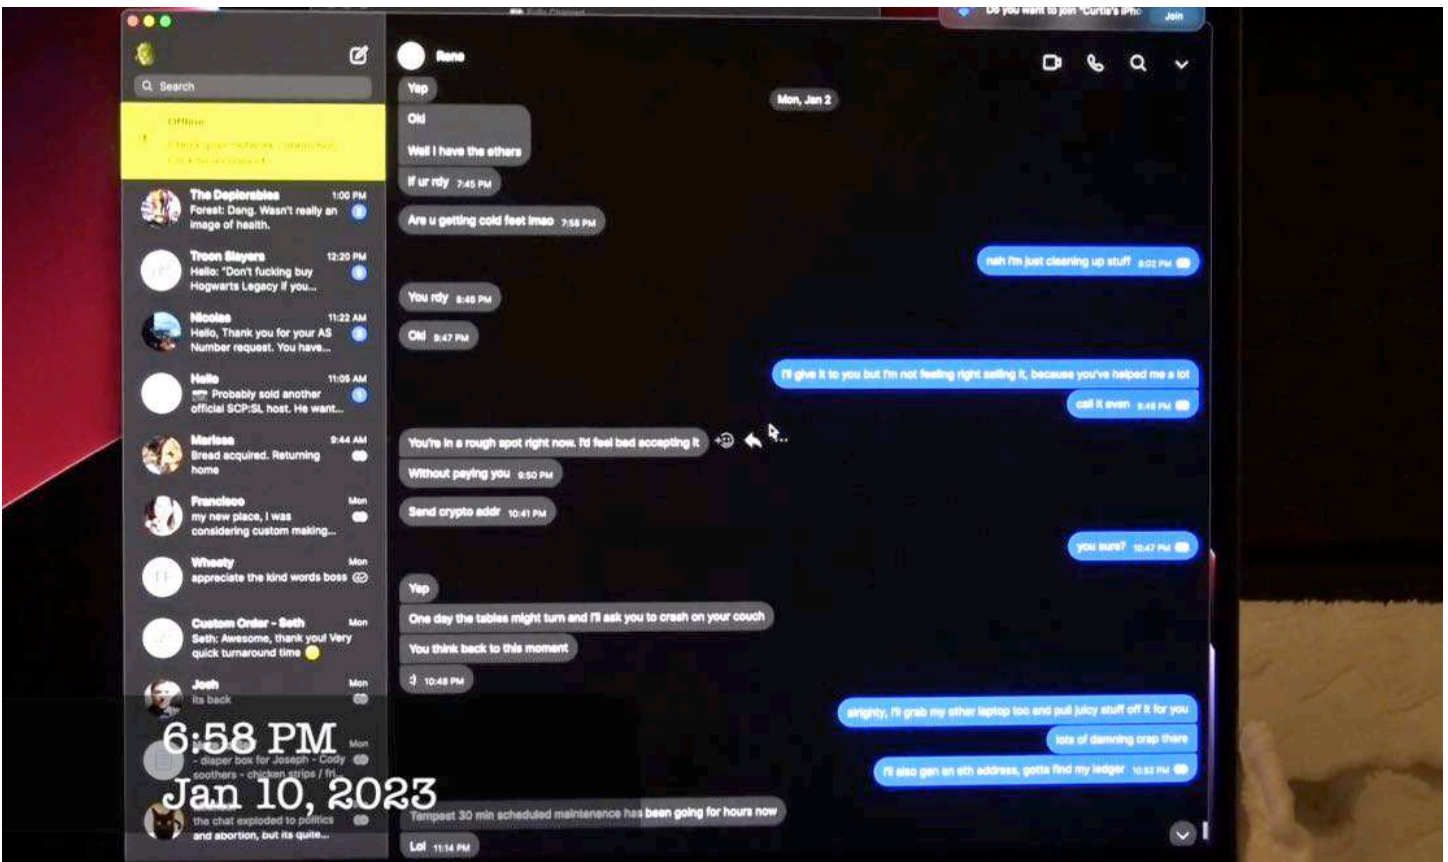 Do you want to join "Curtis's iPho
Join
Search
Reno
Offline
Mon, Jan 2
The Deplorables 1:00 PM
Forest: Dang. Wasn't really an
image of health.
Troon Slayers 12:20 PM
Hello: "Don't fucking buy
Hogwarts Legacy if you...
Nicolas 11:22 AM
Hello, Thank you for your AS
Number request. You have...
Hello 11:05 AM
Probably sold another
official SCP:SL host. He want...
Marissa 9:44 AM
Bread acquired. Returning
home
Francisco Mon
my new place, I was
considering custom making...
Wheaty Mon
appreciate the kind words boss
Custom Order - Seth Mon
Seth: Awesome, thank you! Very
quick turnaround time
Josh Mon
its back
Mon
- diaper box for Joseph - Cody
soothers - chicken strips / fri...
the chat exploded to politics
and abortion, but its quite...
Yep
Oki
Well I have the others
If ur rdy 7:45 PM
Are u getting cold feet lmao 7:58 PM
nah I'm just cleaning up stuff 8:02 PM
You rdy 8:46 PM
Oki 9:47 PM
I'll give it to you but I'm not feeling right selling it, because you've helped me a lot
call it even 9:48 PM
You're in a rough spot right now. I'd feel bad accepting it
Without paying you 9:50 PM
Send crypto addr 10:41 PM
you sure? 10:47 PM
Yep
One day the tables might turn and I'll ask you to crash on your couch
You think back to this moment
:) 10:48 PM
alrighty, I'll grab my other laptop too and pull juicy stuff off it for you
lots of damning crap there
I'll also gen an eth address, gotta find my ledger 10:52 PM
Tempest 30 min scheduled maintenance has been going for hours now
Lol 11:14 PM
6:58 PM
Jan 10, 2023